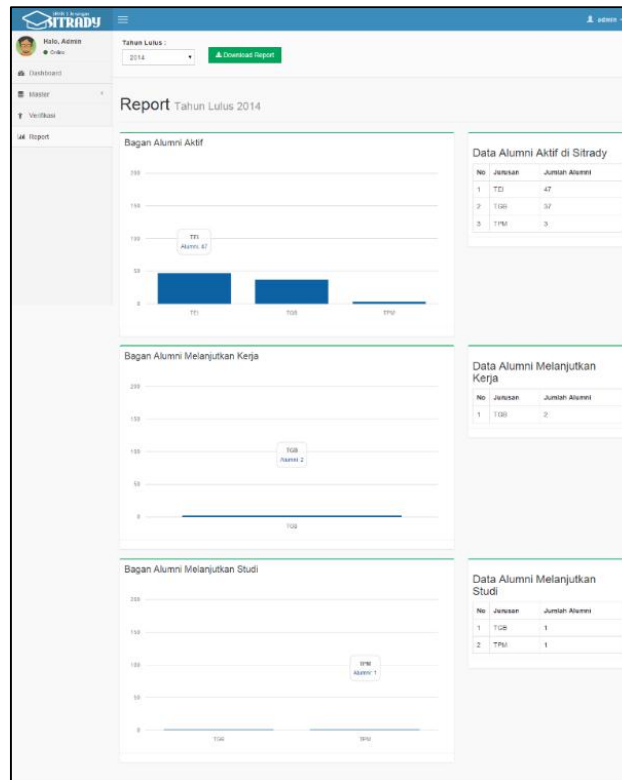 SITRADY
admin
Halo, Admin
Online
Dashboard
Master
Verifikasi
Report
Tahun Lulus :
2014
Download Report
Report Tahun Lulus 2014
Bagan Alumni Aktif
200
150
100
50
0
TEI
Alumni: 47
TEI TGB TPM
Data Alumni Aktif di Sitrady
No Jurusan Jumlah Alumni
1 TEI 47
2 TGB 37
3 TPM 3
Bagan Alumni Melanjutkan Kerja
200
150
100
50
0
TGB
Alumni: 2
TGB
Data Alumni Melanjutkan
Kerja
No Jurusan Jumlah Alumni
1 TGB 2
Bagan Alumni Melanjutkan Studi
200
150
100
50
0
TPM
Alumni: 1
TGB TPM
Data Alumni Melanjutkan
Studi
No Jurusan Jumlah Alumni
1 TGB 1
2 TPM 1